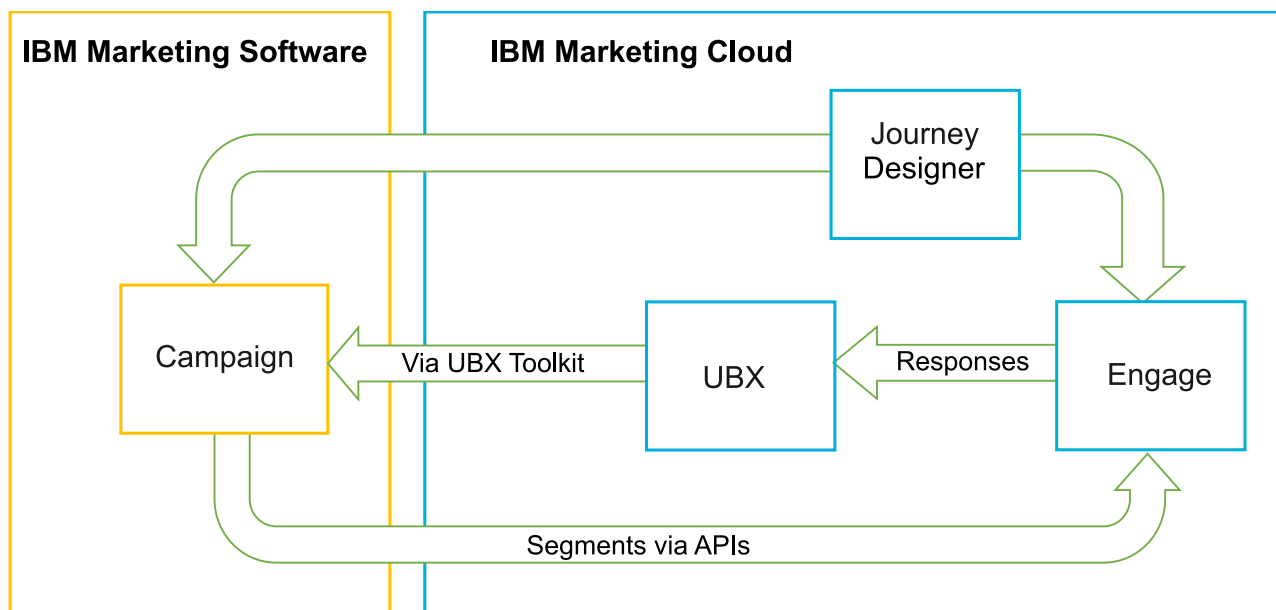 IBM Marketing Software
IBM Marketing Cloud
Journey
Designer
Campaign
Via UBX Toolkit
UBX
Responses
Engage
Segments via APIs